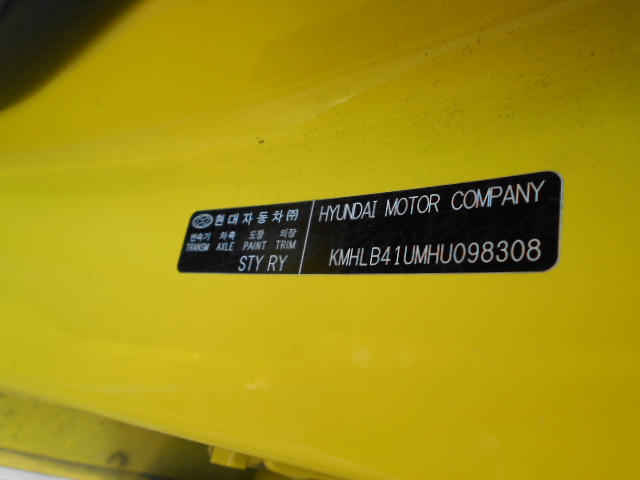 현대자동차㈜
변속기 차축 도장 의장
TRANSM AXLE PAINT TRIM
STY RY
HYUNDAI MOTOR COMPANY
KMHLB41UMHU098308